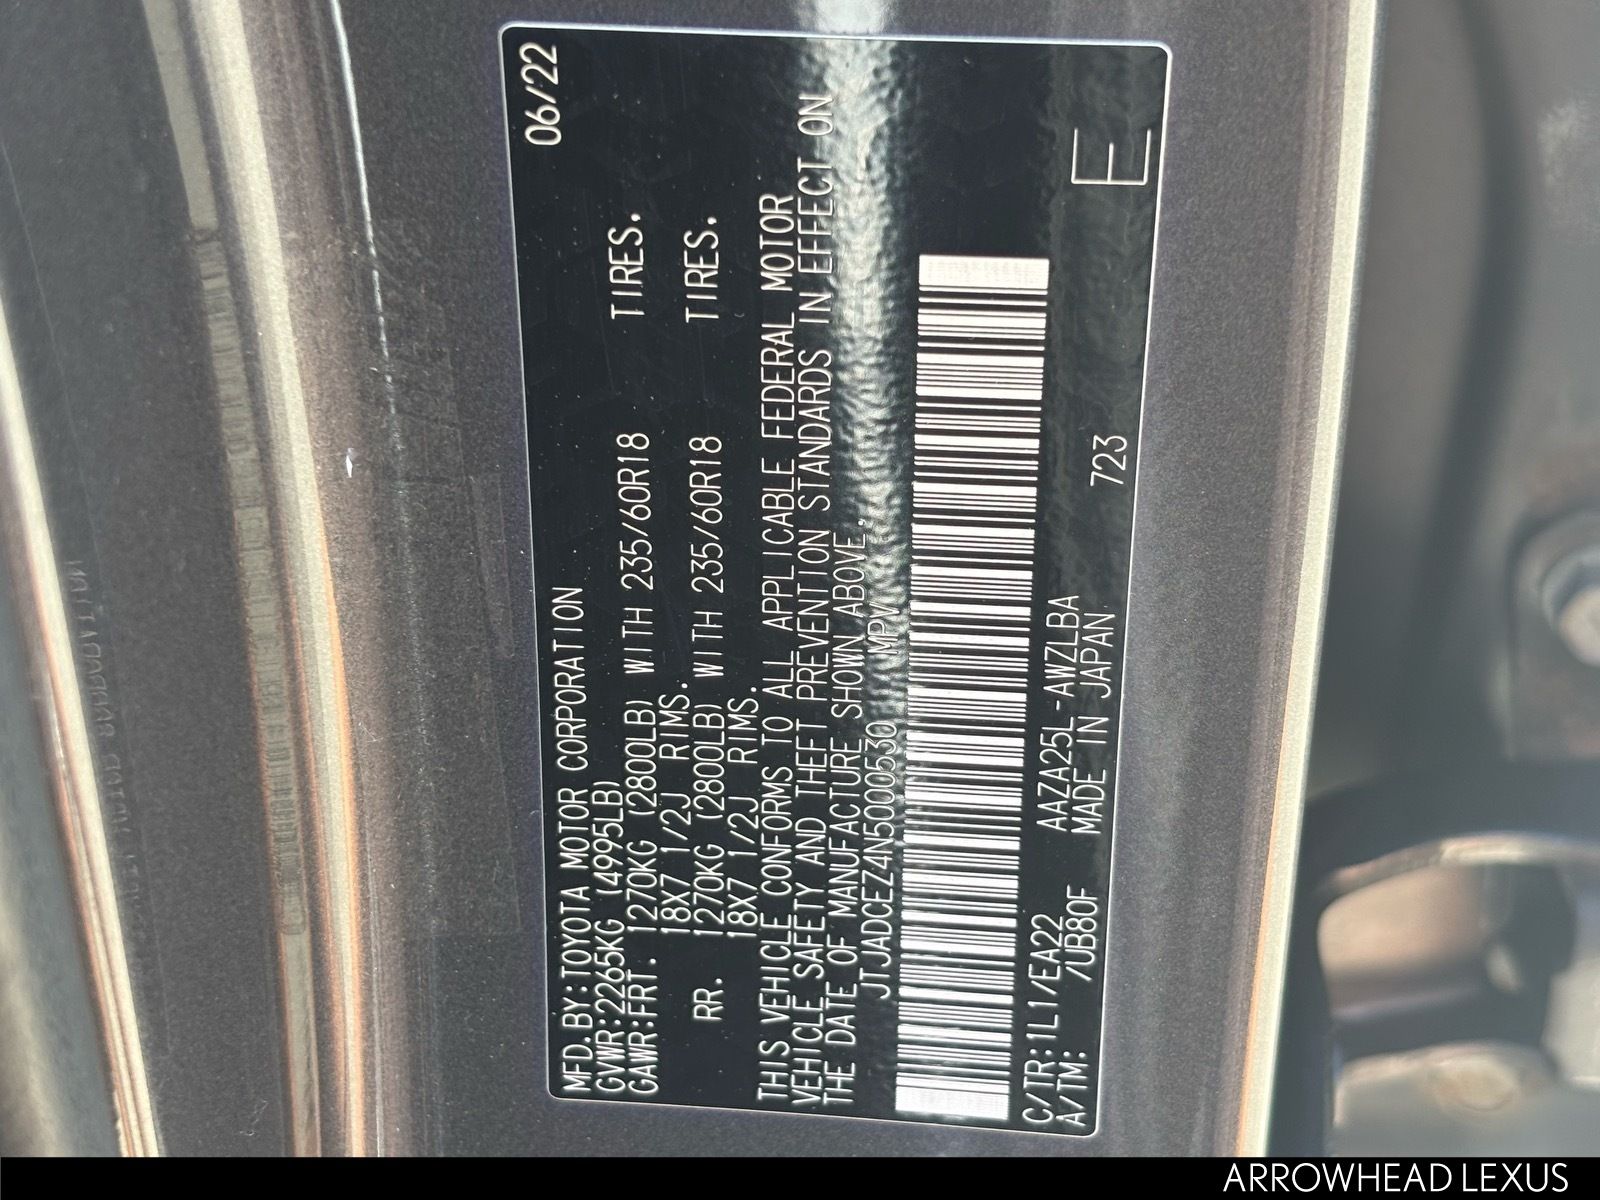 MFD.BY:TOYOTA MOTOR CORPORATION 06/22
GVWR:2265KG (4995LB)
GAWR:FRT. 1270KG (2800LB) WITH 235/60R18 TIRES.
18X7 1/2J RIMS.
RR. 1270KG (2800LB) WITH 235/60R18 TIRES.
18X7 1/2J RIMS.
THIS VEHICLE CONFORMS TO ALL APPLICABLE FEDERAL MOTOR
VEHICLE SAFETY AND THEFT PREVENTION STANDARDS IN EFFECT ON
THE DATE OF MANUFACTURE SHOWN ABOVE.
JTJADCEZ4N5000530 MPV
C/TR:1L1/EA22 AAZA25L-AWZLBA
A/TM: /UB80F MADE IN JAPAN 723
E
ARROWHEAD LEXUS